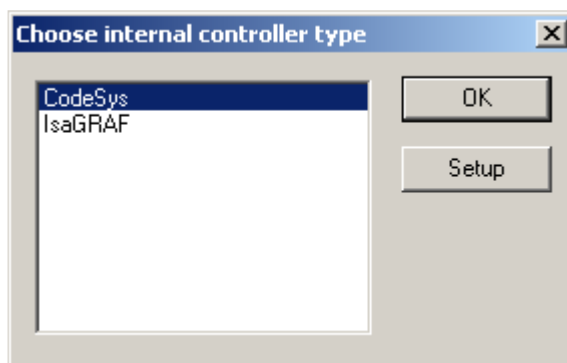 Choose internal controller type
CodeSys
IsaGRAF
OK
Setup